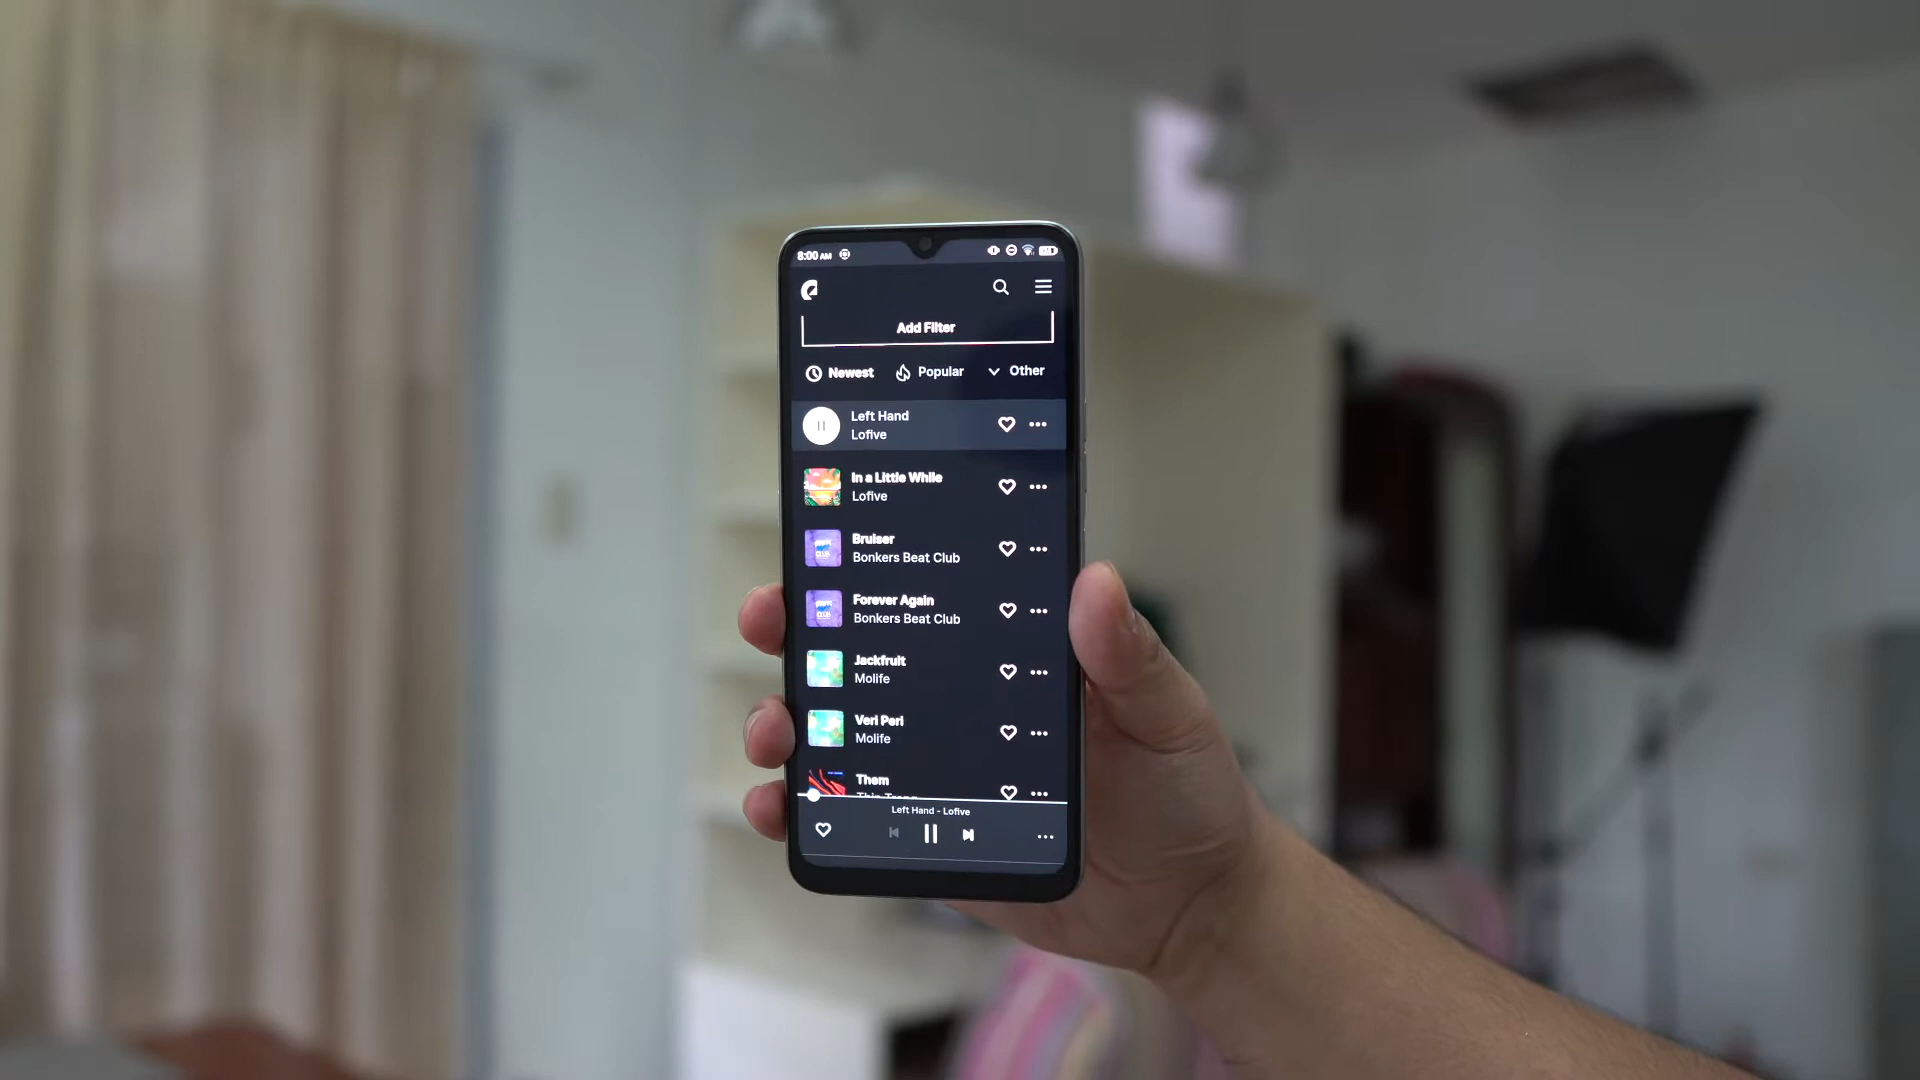 8:00 AM
Add Filter
Newest Popular Other
Left Hand
Lofive
In a Little While
Lofive
Bruiser
Bonkers Beat Club
Forever Again
Bonkers Beat Club
Jackfruit
Molife
Veri Peri
Molife
Them
Left Hand - Lofive